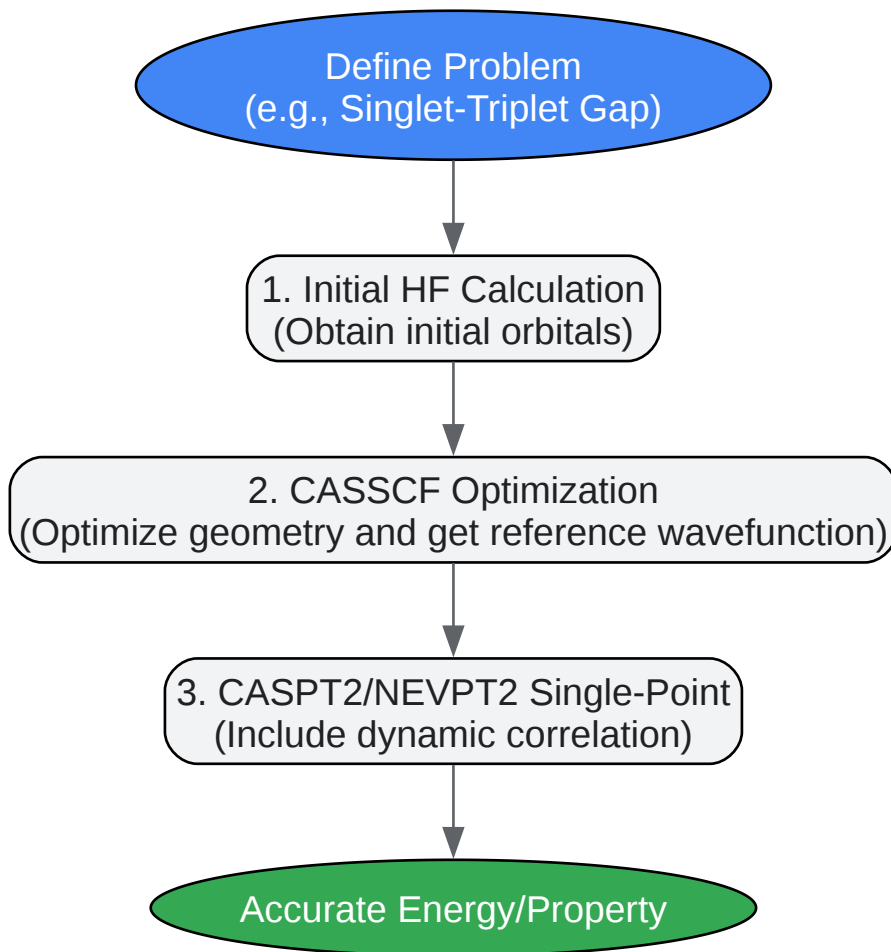 Define Problem
(e.g., Singlet-Triplet Gap)
1. Initial HF Calculation
(Obtain initial orbitals)
2. CASSCF Optimization
(Optimize geometry and get reference wavefunction)
3. CASPT2/NEVPT2 Single-Point
(Include dynamic correlation)
Accurate Energy/Property